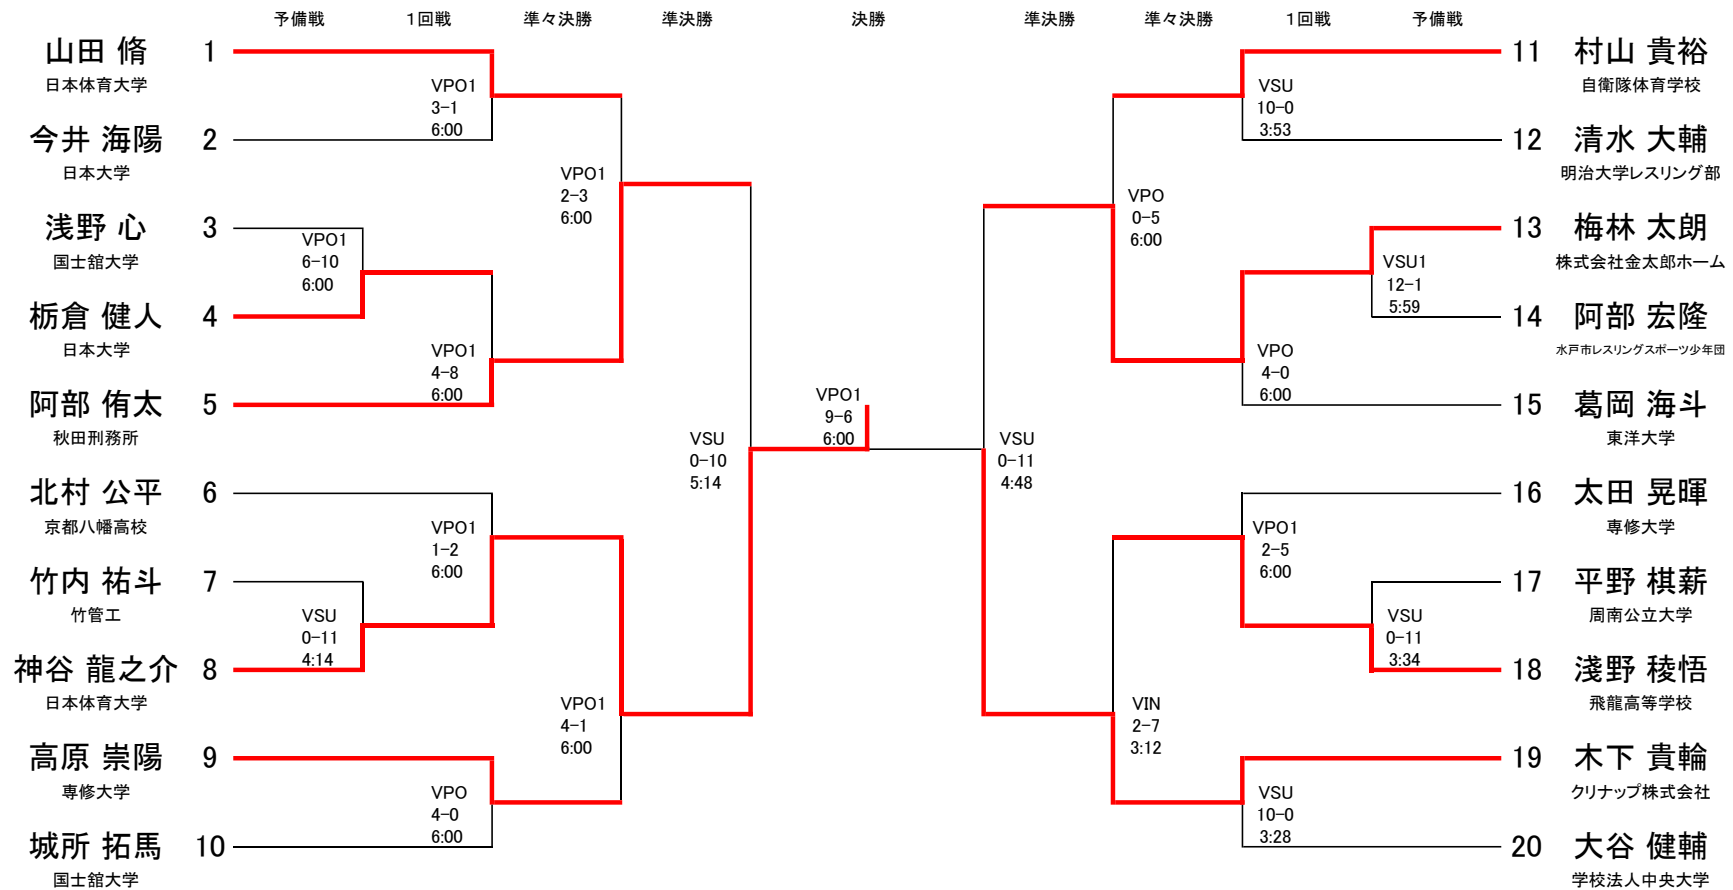 予備戦 1回戦 準々決勝 準決勝 決勝 準決勝 準々決勝 1回戦 予備戦
山田 脩 1
日本体育大学
VPO1
3-1
6:00
今井 海陽 2
日本大学
VPO1
2-3
6:00
浅野 心 3
国士舘大学
VPO1
6-10
6:00
栃倉 健人 4
日本大学
VPO1
4-8
6:00
阿部 侑太 5
秋田刑務所
VSU
0-10
5:14
北村 公平 6
京都八幡高校
VPO1
1-2
6:00
竹内 祐斗 7
竹管工
VSU
0-11
4:14
神谷 龍之介 8
日本体育大学
VPO1
4-1
6:00
高原 崇陽 9
専修大学
VPO
4-0
6:00
城所 拓馬 10
国士舘大学
VPO1
9-6
6:00
11 村山 貴裕
自衛隊体育学校
VSU
10-0
3:53
12 清水 大輔
明治大学レスリング部
VPO
0-5
6:00
13 梅林 太朗
株式会社金太郎ホーム
VSU1
12-1
5:59
14 阿部 宏隆
水戸市レスリングスポーツ少年団
VPO
4-0
6:00
15 葛岡 海斗
東洋大学
VSU
0-11
4:48
16 太田 晃暉
専修大学
VPO1
2-5
6:00
17 平野 棋薪
周南公立大学
VSU
0-11
3:34
18 淺野 稜悟
飛龍高等学校
VIN
2-7
3:12
19 木下 貴輪
クリナップ株式会社
VSU
10-0
3:28
20 大谷 健輔
学校法人中央大学